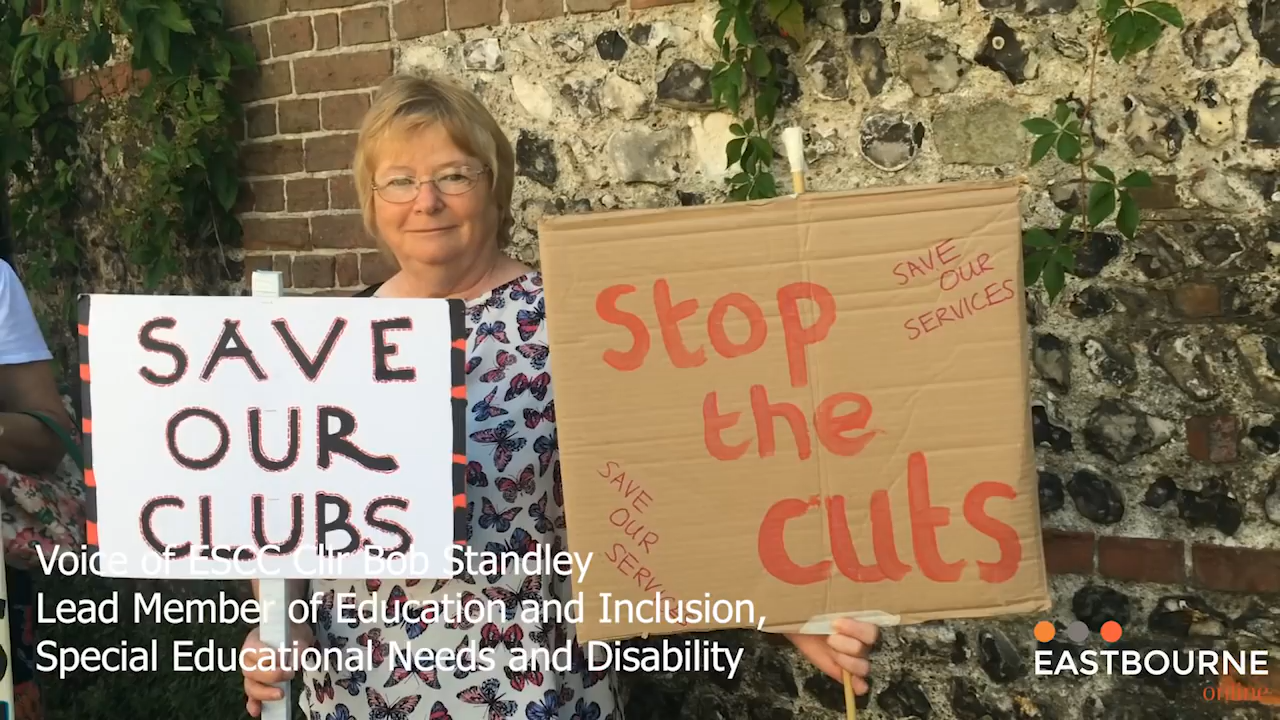 SAVE
OUR
CLUBS
Stop
the
cuts
SAVE
OUR
SERVICES
SAVE
OUR
SERVICES
Voice of ESCC Cllr Bob Standley
Lead Member of Education and Inclusion,
Special Educational Needs and Disability
EASTBOURNE
online